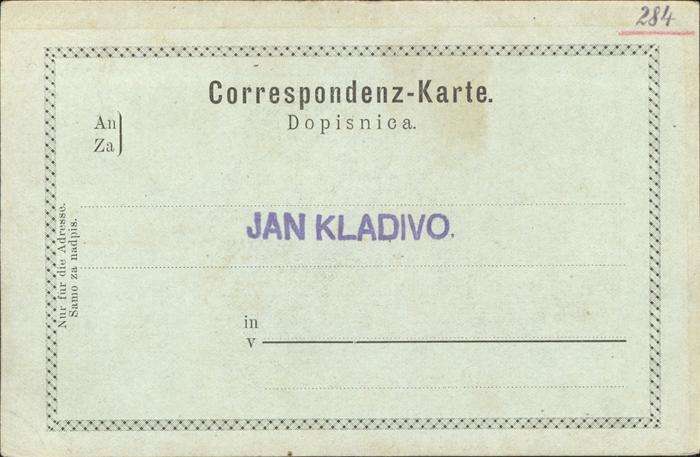 284
Correspondenz-Karte.
Dopisnica.
An
Za
JAN KLADIVO.
Nur für die Adresse.
Samo za nadpis.
in
v